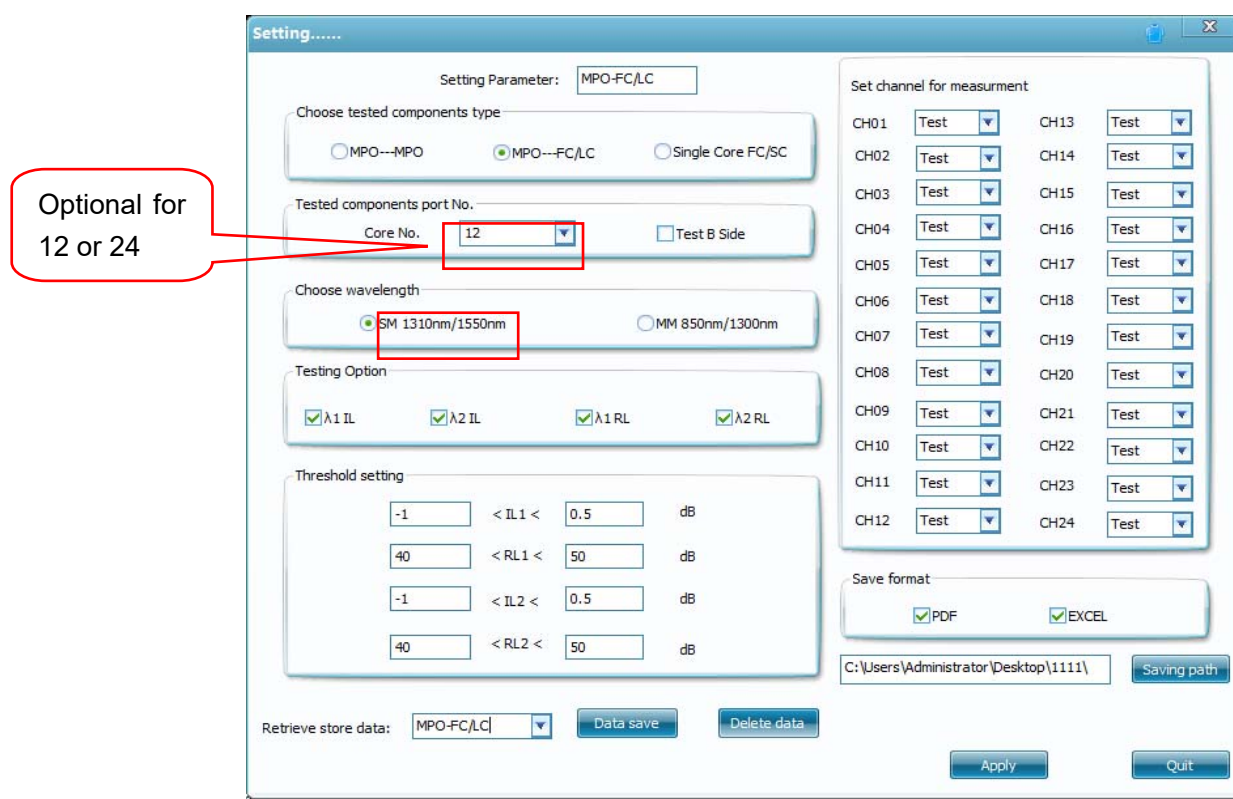 Setting......
Setting Parameter: MPO-FC/LC
Choose tested components type
MPO---MPO MPO---FC/LC Single Core FC/SC
Optional for
12 or 24
Tested components port No.
Core No. 12 Test B Side
Choose wavelength
SM 1310nm/1550nm MM 850nm/1300nm
Testing Option
λ1 IL λ2 IL λ1 RL λ2 RL
Threshold setting
-1 < IL1 < 0.5 dB
40 < RL1 < 50 dB
-1 < IL2 < 0.5 dB
40 < RL2 < 50 dB
Retrieve store data: MPO-FC/LC Data save Delete data
Set channel for measurment
CH01 Test CH13 Test
CH02 Test CH14 Test
CH03 Test CH15 Test
CH04 Test CH16 Test
CH05 Test CH17 Test
CH06 Test CH18 Test
CH07 Test CH19 Test
CH08 Test CH20 Test
CH09 Test CH21 Test
CH10 Test CH22 Test
CH11 Test CH23 Test
CH12 Test CH24 Test
Save format
PDF EXCEL
C:\Users\Administrator\Desktop\1111\ Saving path
Apply Quit